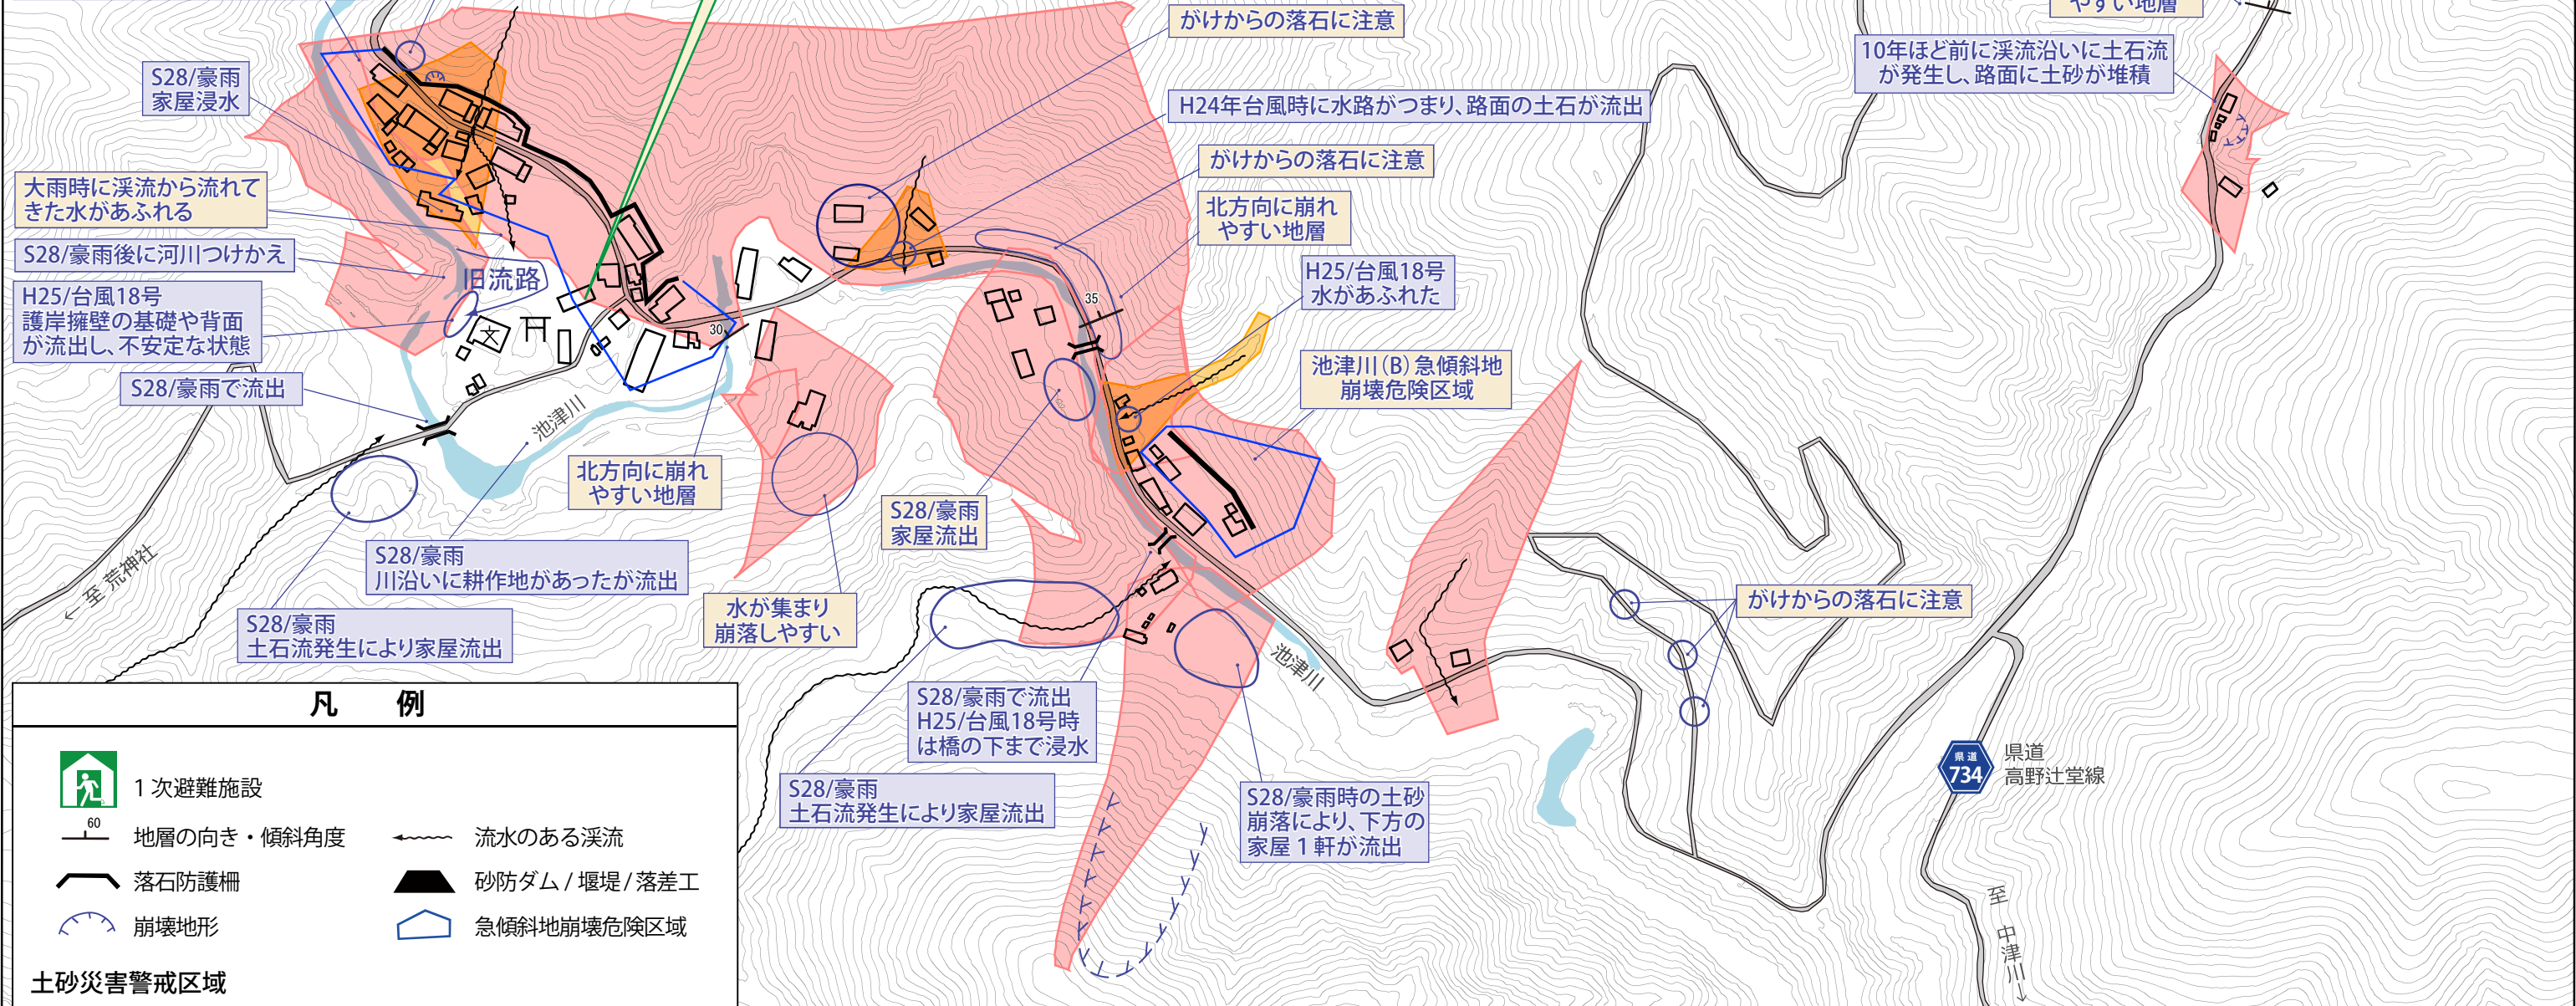 がけからの落石に注意
やすい地層
10年ほど前に渓流沿いに土石流
が発生し、路面に土砂が堆積
S28/豪雨
家屋浸水
H24年台風時に水路がつまり、路面の土石が流出
がけからの落石に注意
大雨時に渓流から流れて
きた水があふれる
北方向に崩れ
やすい地層
S28/豪雨後に河川つけかえ
旧流路
H25/台風18号
水があふれた
H25/台風18号
護岸擁壁の基礎や背面
が流出し、不安定な状態
35
30
池津川(B)急傾斜地
崩壊危険区域
S28/豪雨で流出
池津川
北方向に崩れ
やすい地層
S28/豪雨
家屋流出
←至 荒神社
S28/豪雨
川沿いに耕作地があったが流出
水が集まり
崩落しやすい
がけからの落石に注意
S28/豪雨
土石流発生により家屋流出
池津川
S28/豪雨で流出
H25/台風18号時
は橋の下まで浸水
S28/豪雨
土石流発生により家屋流出
S28/豪雨時の土砂
崩落により、下方の
家屋1軒が流出
県道
734
県道
高野辻堂線
至 中津川→
凡 例
1次避難施設
60
地層の向き・傾斜角度
流水のある渓流
落石防護柵
砂防ダム/堰堤/落差工
崩壊地形
急傾斜地崩壊危険区域
土砂災害警戒区域